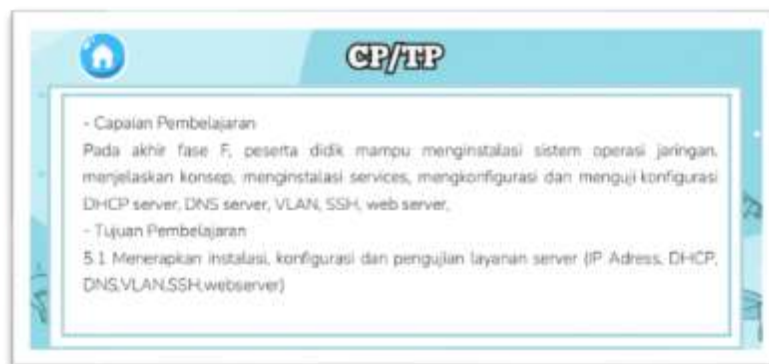 CP/TP
- Capaian Pembelajaran
Pada akhir fase F, peserta didik mampu menginstalasi sistem operasi jaringan,
menjelaskan konsep, menginstalasi services, mengkonfigurasi dan menguji konfigurasi
DHCP server, DNS server, VLAN, SSH, web server,
- Tujuan Pembelajaran
5.1 Menerapkan instalasi, konfigurasi dan pengujian layanan server (IP Adress, DHCP,
DNS,VLAN,SSH,webserver)